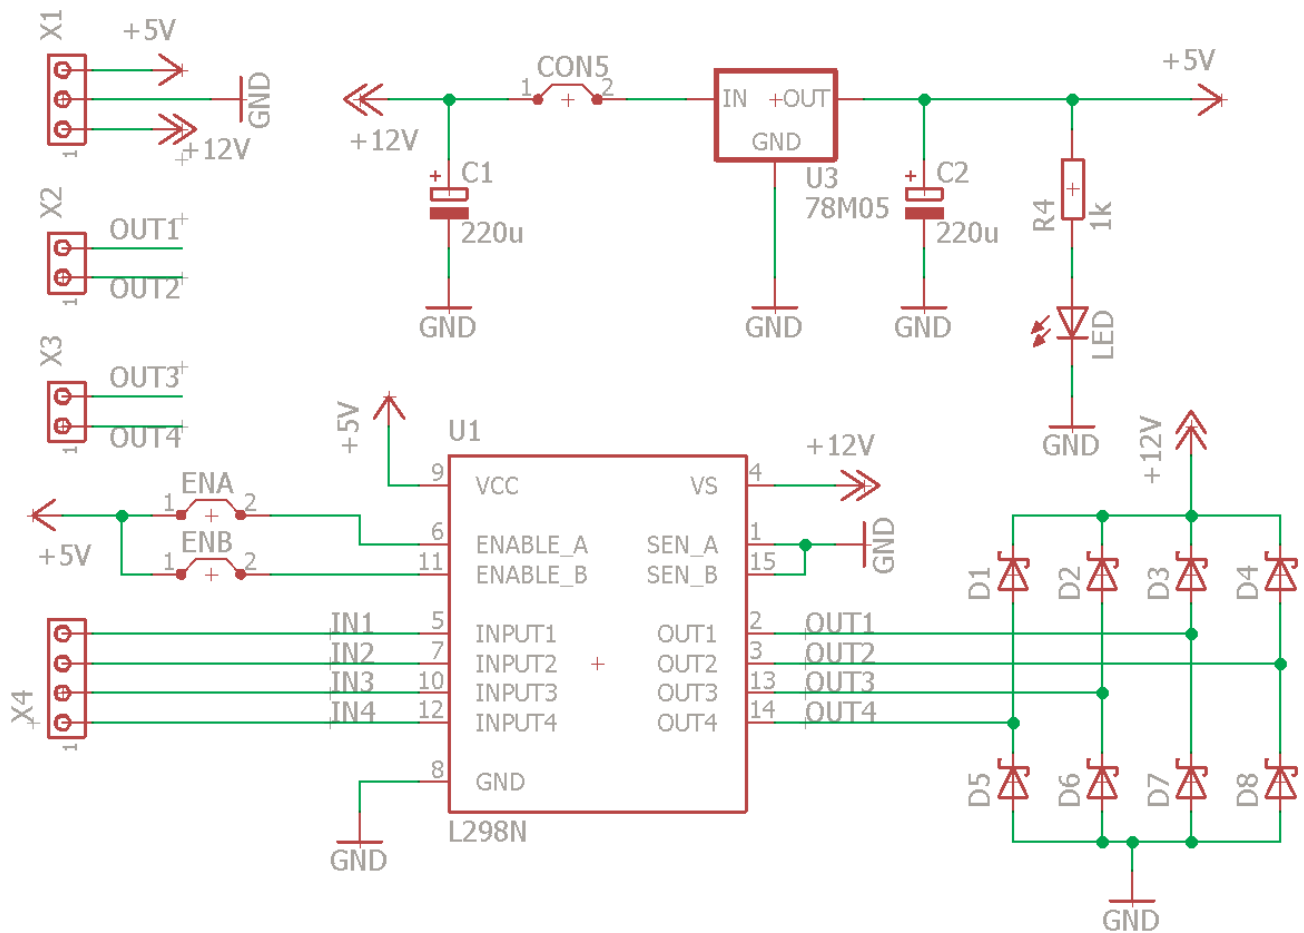 X1
+5V
GND
+12V
1
X2
OUT1
OUT2
1
X3
OUT3
OUT4
1
+12V
CON5
1 2
C1
+
220u
GND
IN +OUT
GND
U3
78M05
GND
C2
+
220u
GND
+5V
R4
1k
LED
GND
+5V
ENA
1 2
ENB
1 2
+5V
U1
9 VCC
6 ENABLE_A
11 ENABLE_B
IN1 5 INPUT1
IN2 7 INPUT2
IN3 10 INPUT3
IN4 12 INPUT4
8 GND
X4
1
GND
L298N
VS 4
+12V
SEN_A 1
SEN_B 15
GND
OUT1 2 OUT1
OUT2 3 OUT2
OUT3 13 OUT3
OUT4 14 OUT4
+12V
D1
D2
D3
D4
D5
D6
D7
D8
GND